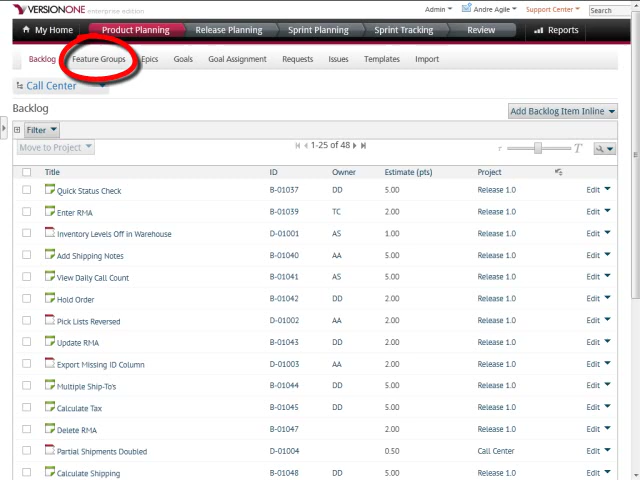 VERSIONONE enterprise edition
Admin Andre Agile Support Center Search
My Home Product Planning Release Planning Sprint Planning Sprint Tracking Review Reports
Backlog Feature Groups Epics Goals Goal Assignment Requests Issues Templates Import
Call Center
Backlog
Add Backlog Item Inline
Filter
Move to Project 1-25 of 48 T T
Title ID Owner Estimate (pts) Project
Quick Status Check B-01037 DD 5.00 Release 1.0 Edit
Enter RMA B-01039 TC 2.00 Release 1.0 Edit
Inventory Levels Off in Warehouse D-01001 AS 1.00 Release 1.0 Edit
Add Shipping Notes B-01040 AA 5.00 Release 1.0 Edit
View Daily Call Count B-01041 AS 5.00 Release 1.0 Edit
Hold Order B-01042 DD 2.00 Release 1.0 Edit
Pick Lists Reversed D-01002 AA 2.00 Release 1.0 Edit
Update RMA B-01043 DD 2.00 Release 1.0 Edit
Export Missing ID Column D-01003 AA 2.00 Release 1.0 Edit
Multiple Ship-To's B-01044 DD 5.00 Release 1.0 Edit
Calculate Tax B-01045 DD 5.00 Release 1.0 Edit
Delete RMA B-01047 2.00 Release 1.0 Edit
Partial Shipments Doubled D-01004 0.50 Call Center Edit
Calculate Shipping B-01048 DD 5.00 Release 1.0 Edit